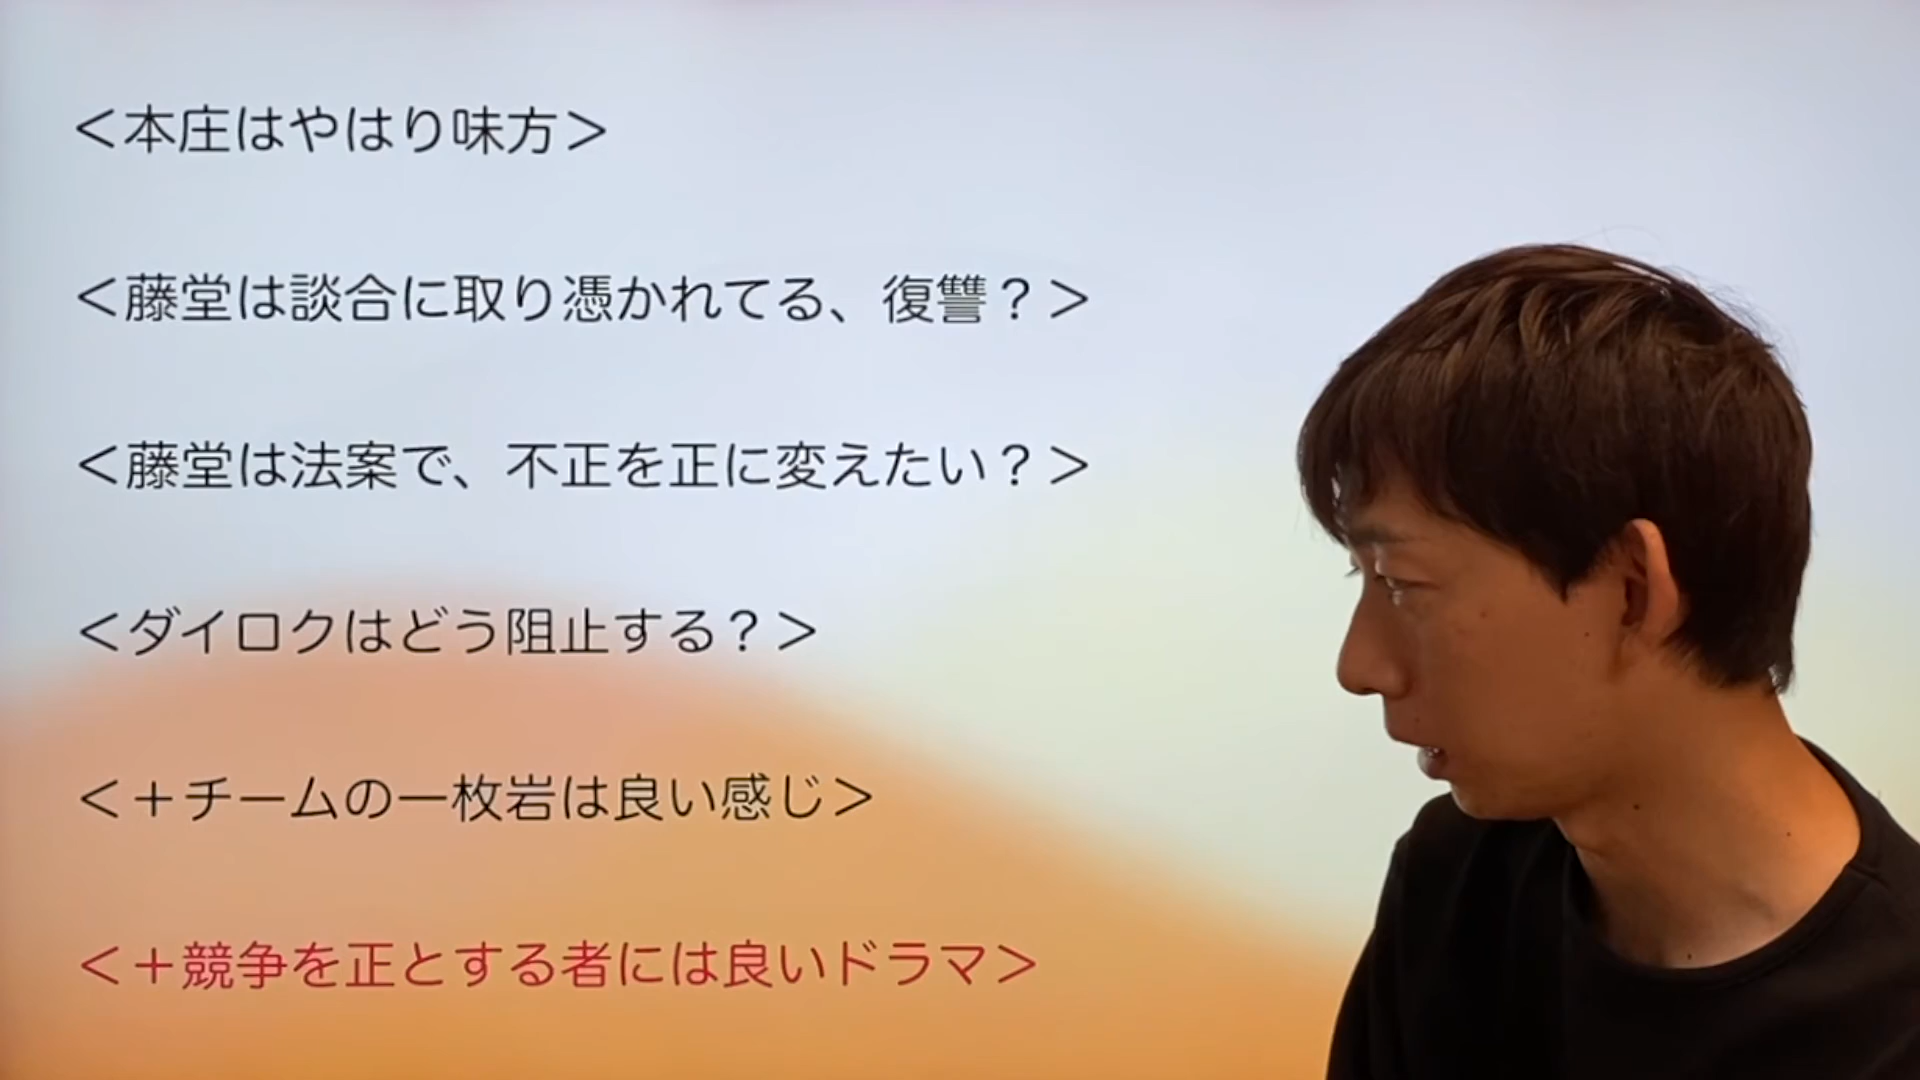 ＜本庄はやはり味方＞
＜藤堂は談合に取り憑かれてる、復讐？＞
＜藤堂は法案で、不正を正に変えたい？＞
＜ダイロクはどう阻止する？＞
＜＋チームの一枚岩は良い感じ＞
＜＋競争を正とする者には良いドラマ＞